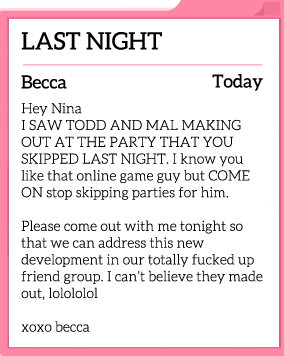 LAST NIGHT
Becca Today
Hey Nina
I SAW TODD AND MAL MAKING
OUT AT THE PARTY THAT YOU
SKIPPED LAST NIGHT. I know you
like that online game guy but COME
ON stop skipping parties for him.

Please come out with me tonight so
that we can address this new
development in our totally fucked up
friend group. I can't believe they made
out, lolololol

xoxo becca